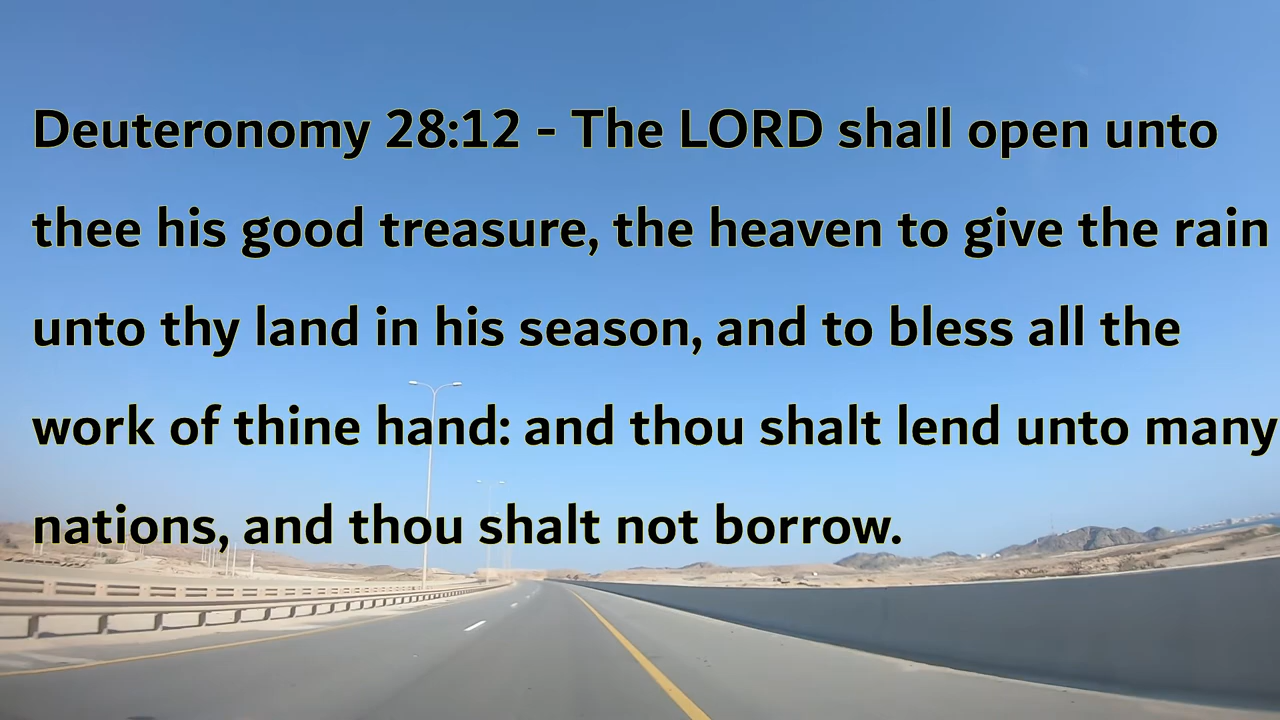 Deuteronomy 28:12 - The LORD shall open unto
thee his good treasure, the heaven to give the rain
unto thy land in his season, and to bless all the
work of thine hand: and thou shalt lend unto many
nations, and thou shalt not borrow.